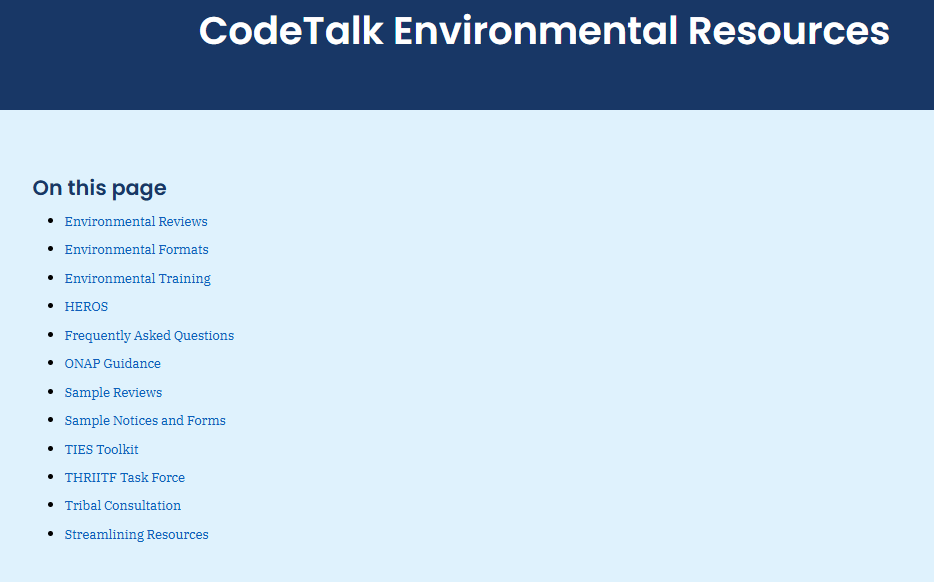 CodeTalk Environmental Resources
On this page
Environmental Reviews
Environmental Formats
Environmental Training
HEROS
Frequently Asked Questions
ONAP Guidance
Sample Reviews
Sample Notices and Forms
TIES Toolkit
THRIITF Task Force
Tribal Consultation
Streamlining Resources